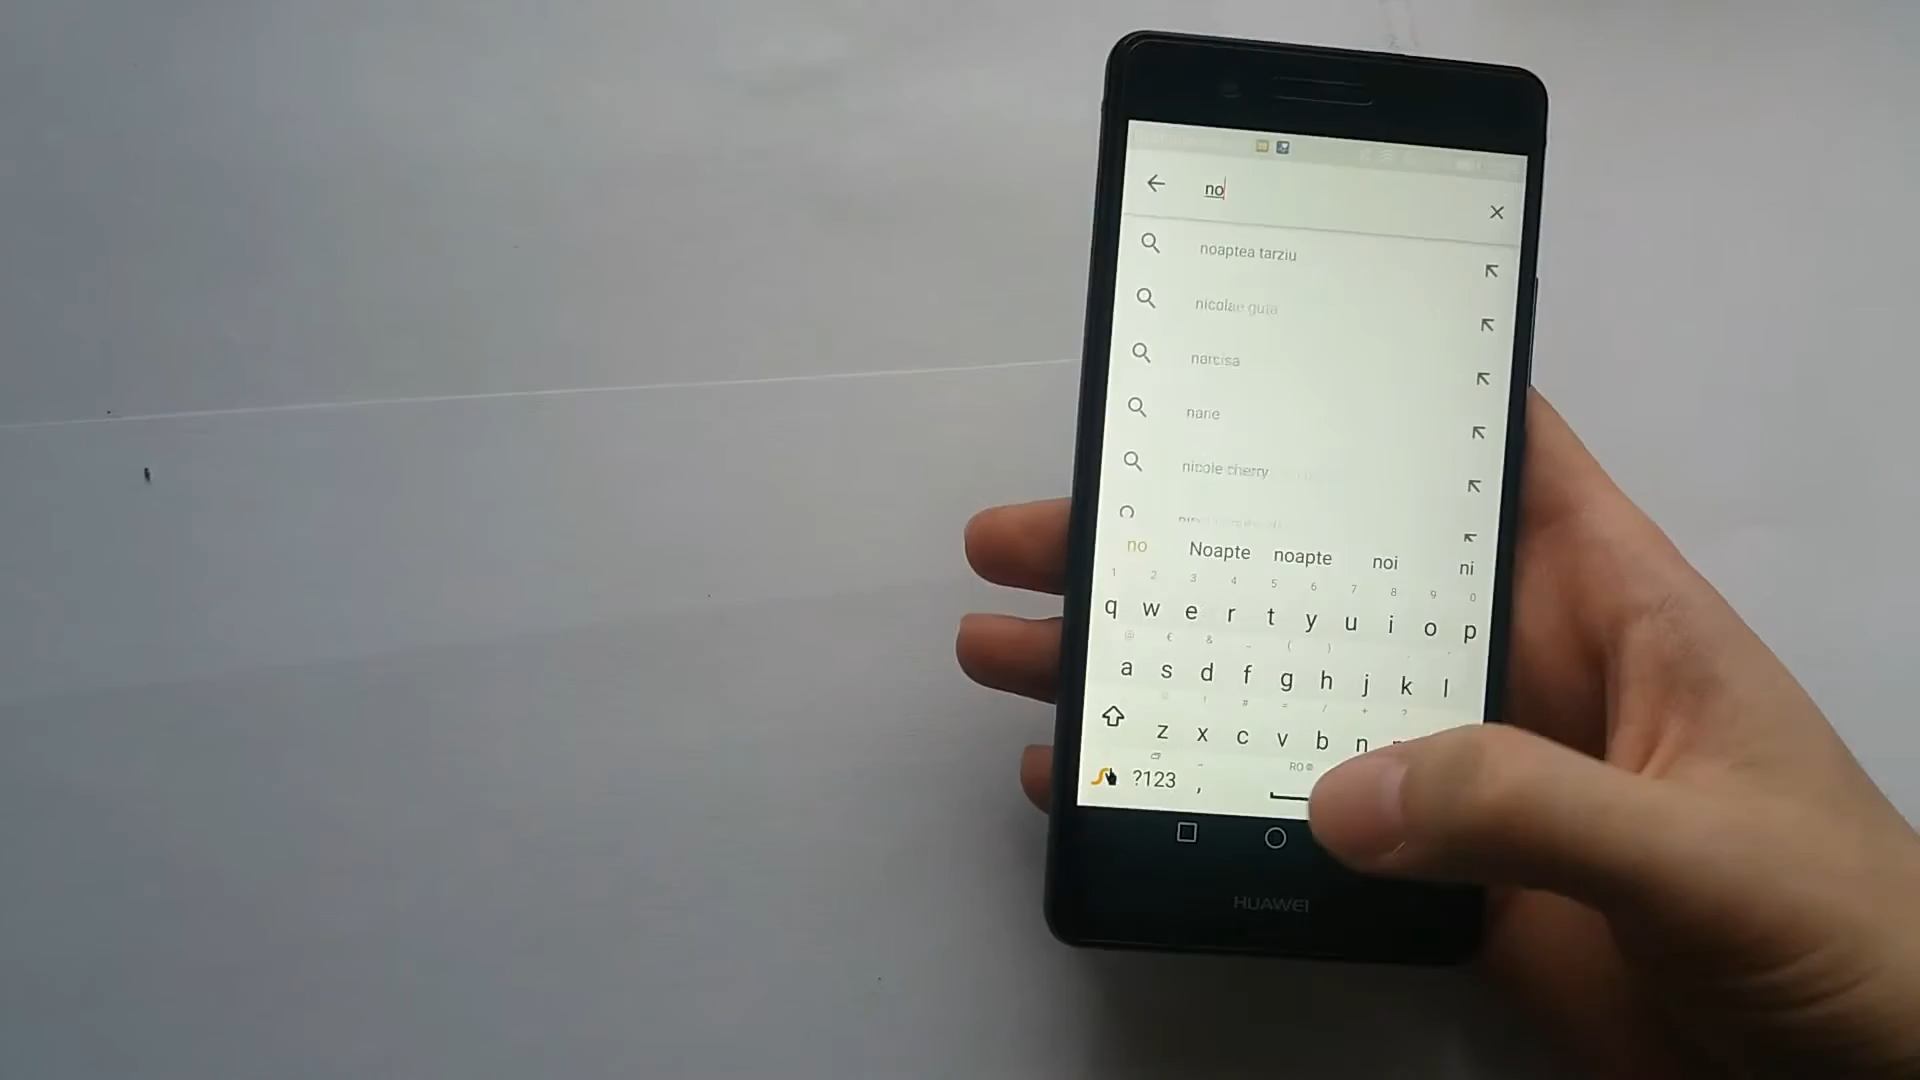 no
noaptea tarziu
nicolae guta
narcisa
narie
nicole cherry
no Noapte noapte noi ni
1 2 3 4 5 6 7 8 9 0
q w e r t y u i o p
@ € & - ( )
a s d f g h j k l
! # = / + ?
z x c v b n
RO
?123 ,
HUAWEI